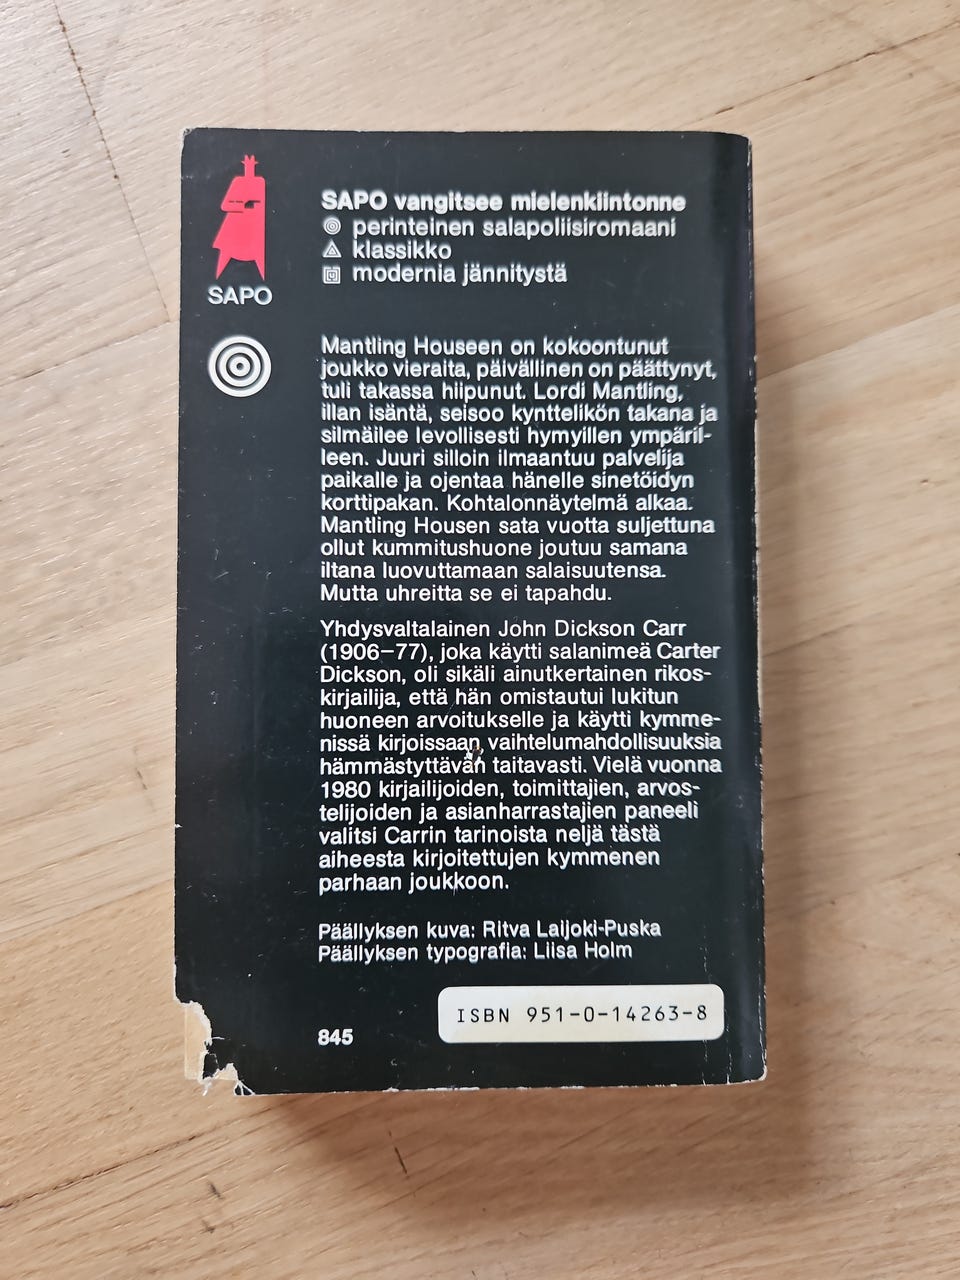 SAPO vangitsee mielenkiintonne
perinteinen salapoliisiromaani
klassikko
modernia jännitystä
SAPO
Mantling Houseen on kokoontunut
joukko vieraita, päivällinen on päättynyt,
tuli takassa hiipunut. Lordi Mantling,
illan isäntä, seisoo kynttelikön takana ja
silmäilee levollisesti hymyillen ympäril-
leen. Juuri silloin ilmaantuu palvelija
paikalle ja ojentaa hänelle sinetöidyn
korttipakan. Kohtalonnäytelmä alkaa.
Mantling Housen sata vuotta suljettuna
ollut kummitushuone joutuu samana
iltana luovuttamaan salaisuutensa.
Mutta uhreitta se ei tapahdu.
Yhdysvaltalainen John Dickson Carr
(1906–77), joka käytti salanimeä Carter
Dickson, oli sikäli ainutkertainen rikos-
kirjailija, että hän omistautui lukitun
huoneen arvoitukselle ja käytti kymme-
nissä kirjoissaan vaihtelumahdollisuuksia
hämmästyttävän taitavasti. Vielä vuonna
1980 kirjailijoiden, toimittajien, arvos-
telijoiden ja asianharrastajien paneeli
valitsi Carrin tarinoista neljä tästä
aiheesta kirjoitettujen kymmenen
parhaan joukkoon.
Päällyksen kuva: Ritva Laijoki-Puska
Päällyksen typografia: Liisa Holm
ISBN 951-0-14263-8
845